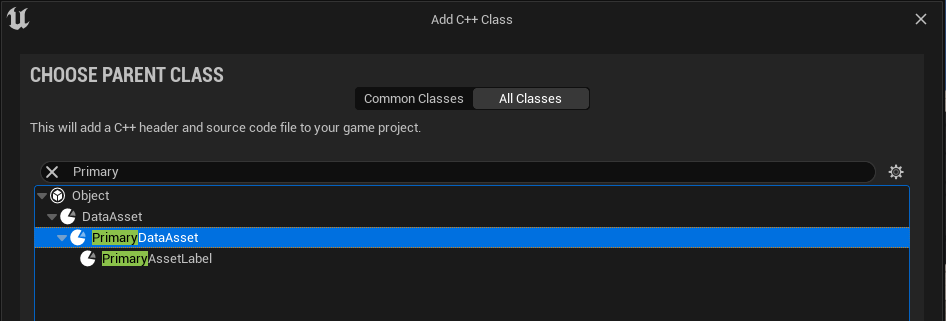 Add C++ Class
CHOOSE PARENT CLASS
Common Classes All Classes
This will add a C++ header and source code file to your game project.
Primary
Object
DataAsset
PrimaryDataAsset
PrimaryAssetLabel